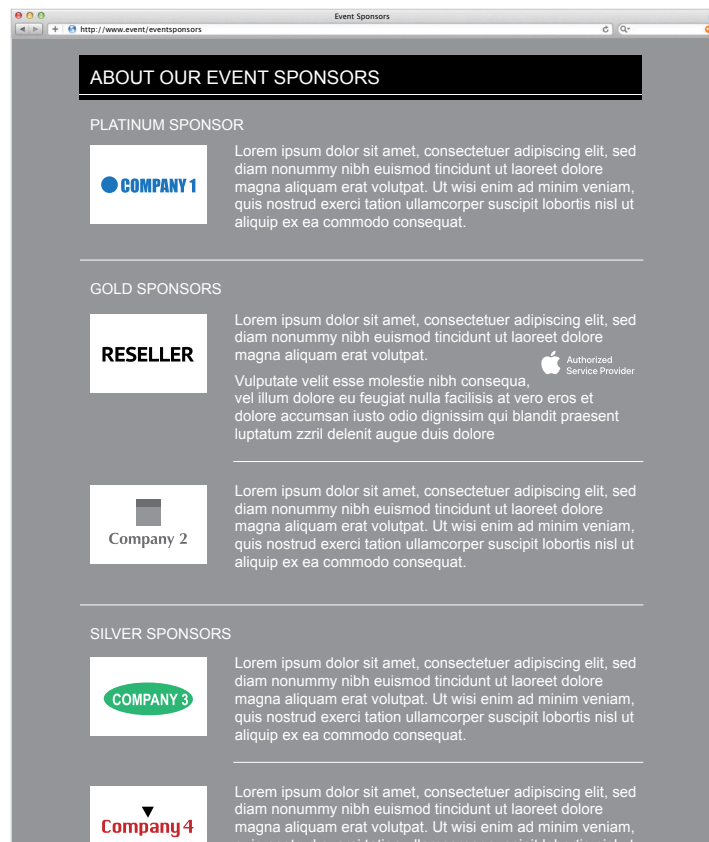 Event Sponsors
http://www.event/eventsponsors
ABOUT OUR EVENT SPONSORS
PLATINUM SPONSOR
COMPANY 1
Lorem ipsum dolor sit amet, consectetuer adipiscing elit, sed
diam nonummy nibh euismod tincidunt ut laoreet dolore
magna aliquam erat volutpat. Ut wisi enim ad minim veniam,
quis nostrud exerci tation ullamcorper suscipit lobortis nisl ut
aliquip ex ea commodo consequat.
GOLD SPONSORS
RESELLER
Lorem ipsum dolor sit amet, consectetuer adipiscing elit, sed
diam nonummy nibh euismod tincidunt ut laoreet dolore
magna aliquam erat volutpat.
Authorized
Service Provider
Vulputate velit esse molestie nibh consequa,
vel illum dolore eu feugiat nulla facilisis at vero eros et
dolore accumsan iusto odio dignissim qui blandit praesent
luptatum zzril delenit augue duis dolore
Company 2
Lorem ipsum dolor sit amet, consectetuer adipiscing elit, sed
diam nonummy nibh euismod tincidunt ut laoreet dolore
magna aliquam erat volutpat. Ut wisi enim ad minim veniam,
quis nostrud exerci tation ullamcorper suscipit lobortis nisl ut
aliquip ex ea commodo consequat.
SILVER SPONSORS
COMPANY 3
Lorem ipsum dolor sit amet, consectetuer adipiscing elit, sed
diam nonummy nibh euismod tincidunt ut laoreet dolore
magna aliquam erat volutpat. Ut wisi enim ad minim veniam,
quis nostrud exerci tation ullamcorper suscipit lobortis nisl ut
aliquip ex ea commodo consequat.
Company 4
Lorem ipsum dolor sit amet, consectetuer adipiscing elit, sed
diam nonummy nibh euismod tincidunt ut laoreet dolore
magna aliquam erat volutpat. Ut wisi enim ad minim veniam,